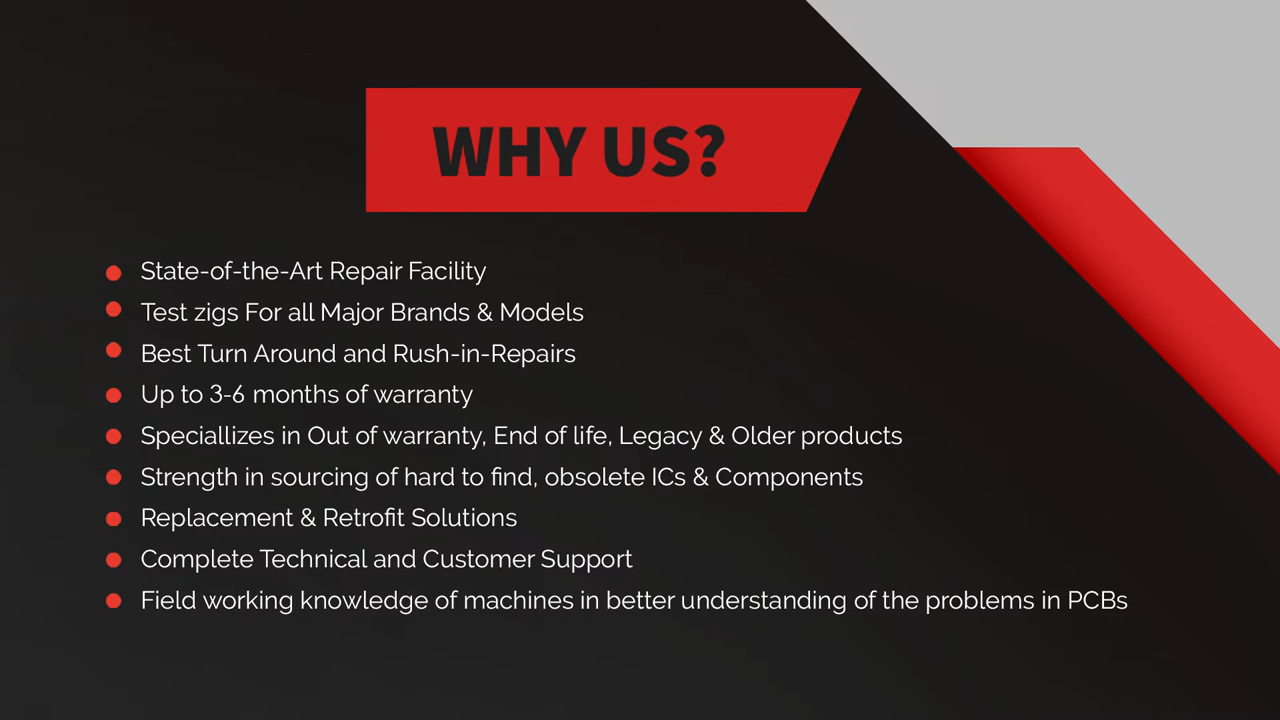 WHY US?
State-of-the-Art Repair Facility
Test zigs For all Major Brands & Models
Best Turn Around and Rush-in-Repairs
Up to 3-6 months of warranty
Speciallizes in Out of warranty, End of life, Legacy & Older products
Strength in sourcing of hard to find, obsolete ICs & Components
Replacement & Retrofit Solutions
Complete Technical and Customer Support
Field working knowledge of machines in better understanding of the problems in PCBs